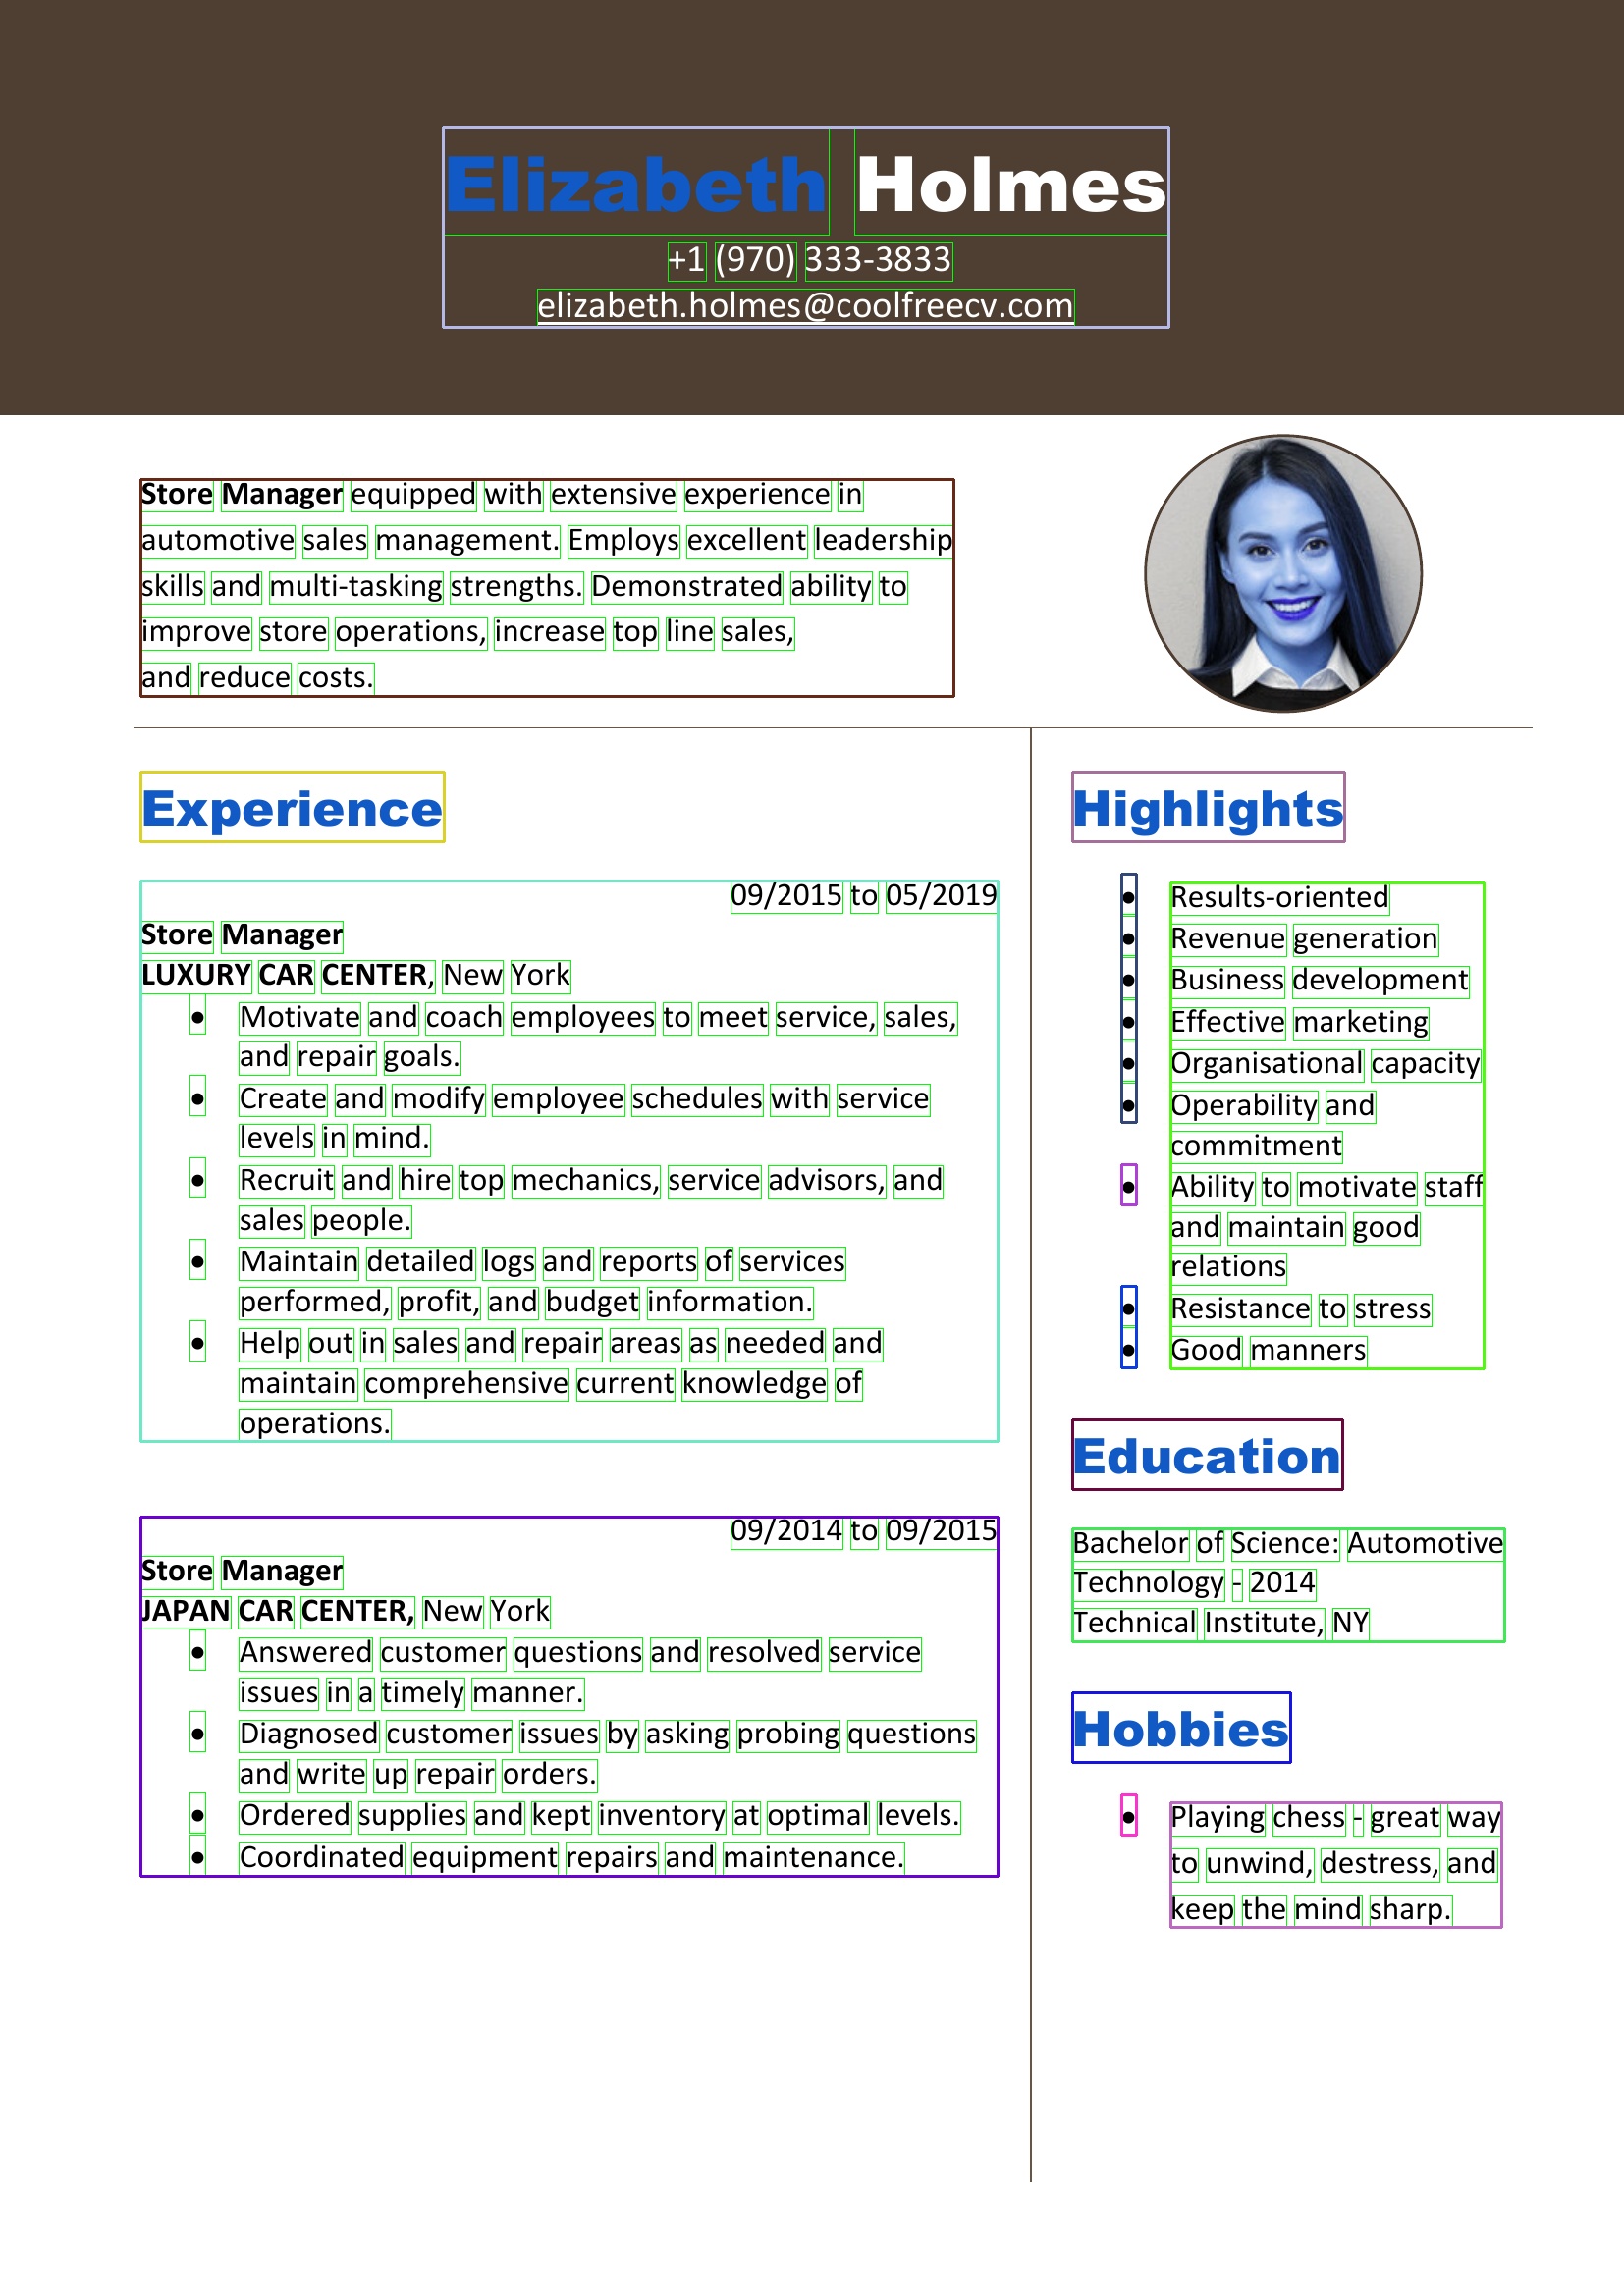 Elizabeth Holmes
+1 (970) 333-3833
elizabeth.holmes@coolfreecv.com
Store Manager equipped with extensive experience in
automotive sales management. Employs excellent leadership
skills and multi-tasking strengths. Demonstrated ability to
improve store operations, increase top line sales,
and reduce costs.
Experience
09/2015 to 05/2019
Store Manager
LUXURY CAR CENTER, New York
• Motivate and coach employees to meet service, sales,
and repair goals.
• Create and modify employee schedules with service
levels in mind.
• Recruit and hire top mechanics, service advisors, and
sales people.
• Maintain detailed logs and reports of services
performed, profit, and budget information.
• Help out in sales and repair areas as needed and
maintain comprehensive current knowledge of
operations.
09/2014 to 09/2015
Store Manager
JAPAN CAR CENTER, New York
• Answered customer questions and resolved service
issues in a timely manner.
• Diagnosed customer issues by asking probing questions
and write up repair orders.
• Ordered supplies and kept inventory at optimal levels.
• Coordinated equipment repairs and maintenance.
Highlights
• Results-oriented
• Revenue generation
• Business development
• Effective marketing
• Organisational capacity
• Operability and
commitment
• Ability to motivate staff
and maintain good
relations
• Resistance to stress
• Good manners
Education
Bachelor of Science: Automotive
Technology - 2014
Technical Institute, NY
Hobbies
• Playing chess - great way
to unwind, destress, and
keep the mind sharp.